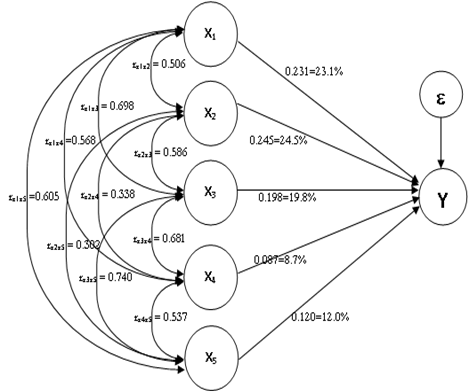 X1
rx1x2 = 0.506
0.231=23.1%
ε
rx1x3 = 0.698
X2
rx1x4 = 0.568
0.245=24.5%
rx2x3 = 0.586
rx1x5 = 0.605
rx2x4 = 0.338
X3
0.198=19.8%
Y
rx2x5 = 0.302
rx3x4 = 0.681
0.087=8.7%
rx3x5 = 0.740
X4
rx4x5 = 0.537
0.120=12.0%
X5